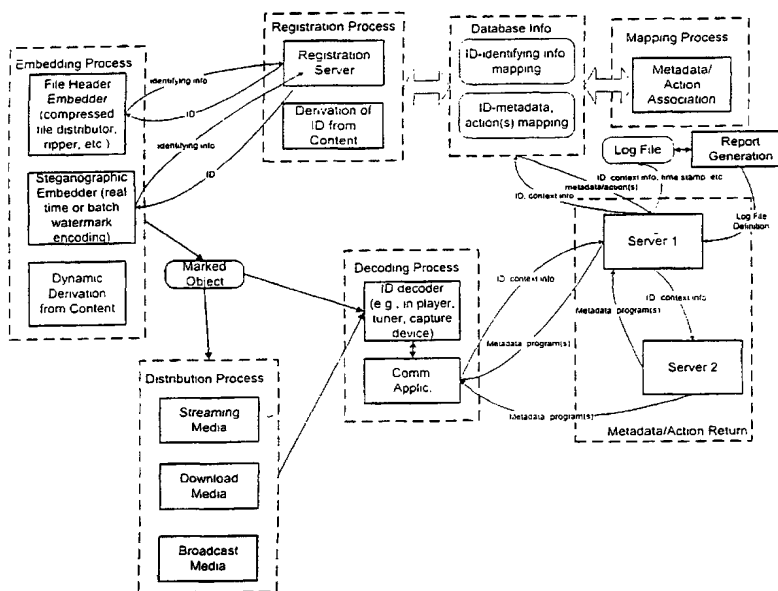 Registration Process
Registration
Server
Derivation of
ID from
Content
Database Info
ID-identifying info
mapping
ID-metadata,
action(s) mapping
Mapping Process
Metadata/
Action
Association
Embedding Process
File Header
Embedder
(compressed
file distributor,
ripper, etc )
Steganographic
Embedder (real
time or batch
watermark
encoding)
Dynamic
Derivation
from Content
identifying info
ID
identifying info
ID
Log File
Report
Generation
ID, context info, time stamp, etc
metadata/action(s)
ID, context info
Log File
Definition
Marked
Object
Decoding Process
ID decoder
(e.g., in player,
tuner, capture
device)
Comm
Applic.
ID, context info
Metadata, program(s)
Server 1
ID, context info
Metadata, program(s)
Server 2
Metadata, program(s)
Metadata/Action Return
Distribution Process
Streaming
Media
Download
Media
Broadcast
Media